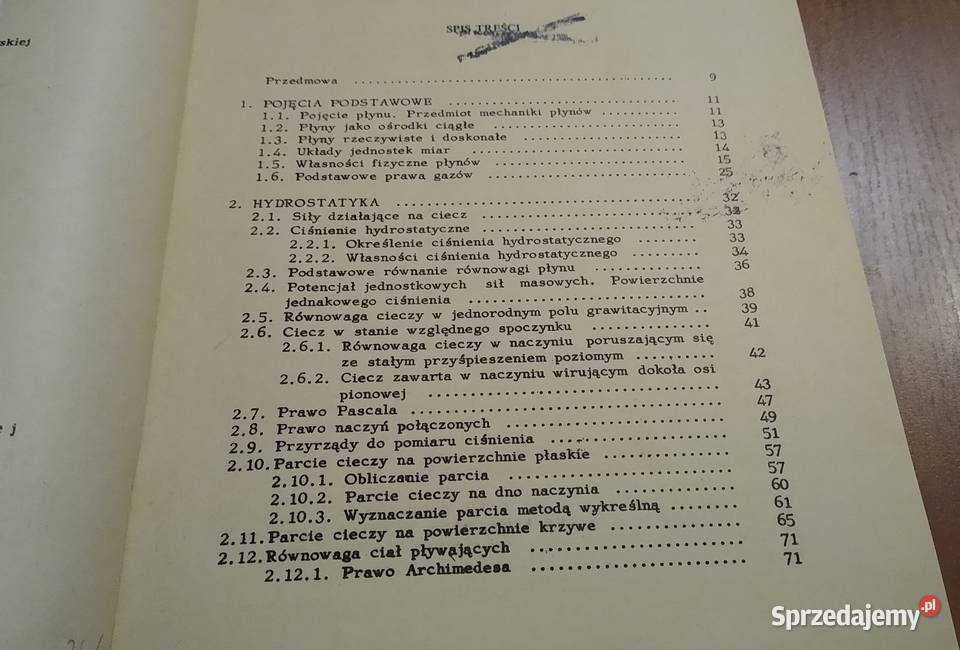 skiej
SPIS TREŚCI
Przedmowa ........................................ 9
1. POJĘCIA PODSTAWOWE .............................. 11
1.1. Pojęcie płynu. Przedmiot mechaniki płynów ........... 11
1.2. Płyny jako ośrodki ciągłe ........................ 13
1.3. Płyny rzeczywiste i doskonałe .................... 13
1.4. Układy jednostek miar .......................... 14
1.5. Własności fizyczne płynów ........................ 15
1.6. Podstawowe prawa gazów ........................ 25
2. HYDROSTATYKA .................................. 32
2.1. Siły działające na ciecz ........................ 32
2.2. Ciśnienie hydrostatyczne ........................ 33
2.2.1. Określenie ciśnienia hydrostatycznego ........ 33
2.2.2. Własności ciśnienia hydrostatycznego ......... 34
2.3. Podstawowe równanie równowagi płynu .............. 36
2.4. Potencjał jednostkowych sił masowych. Powierzchnie
jednakowego ciśnienia .............................. 38
2.5. Równowaga cieczy w jednorodnym polu grawitacyjnym .. 39
2.6. Ciecz w stanie względnego spoczynku .............. 41
2.6.1. Równowaga cieczy w naczyniu poruszającym się
ze stałym przyśpieszeniem poziomym .......... 42
2.6.2. Ciecz zawarta w naczyniu wirującym dokoła osi
pionowej .............................. 43
2.7. Prawo Pascala .............................. 47
2.8. Prawo naczyń połączonych ...................... 49
2.9. Przyrządy do pomiaru ciśnienia .................. 51
2.10. Parcie cieczy na powierzchnie płaskie .............. 57
2.10.1. Obliczanie parcia ........................ 57
2.10.2. Parcie cieczy na dno naczynia .............. 60
2.10.3. Wyznaczanie parcia metodą wykreślną ........ 61
2.11. Parcie cieczy na powierzchnie krzywe .............. 65
2.12. Równowaga ciał pływających ...................... 71
2.12.1. Prawo Archimedesa ...................... 71
j
Sprzedajemy.pl